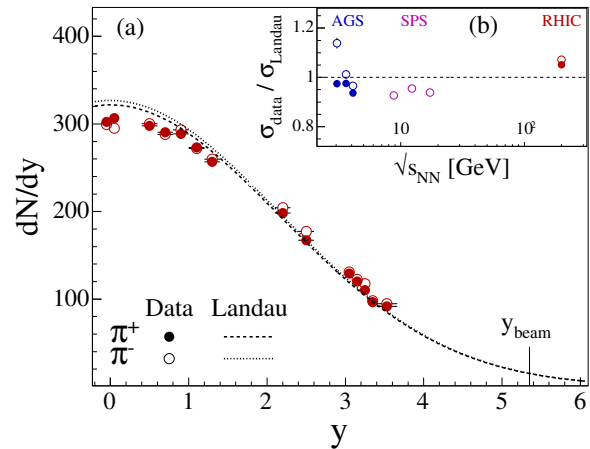 (a)
AGS SPS (b) RHIC
1.2
1
0.8
σdata / σLandau
10 10²
√sNN [GeV]
400
300
200
100
dN/dy
Data Landau
π+
π-
ybeam
0 1 2 3 4 5 6
y